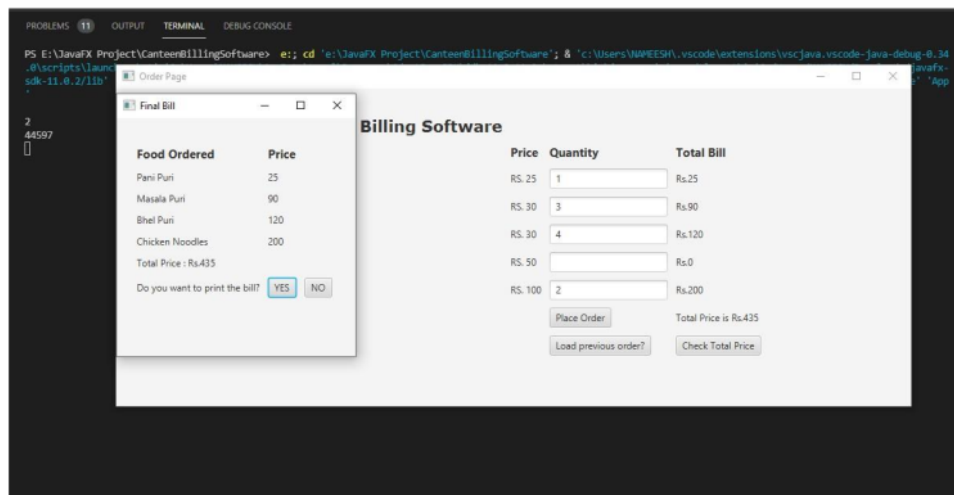 PROBLEMS 11 OUTPUT TERMINAL DEBUG CONSOLE
PS E:\JavaFX Project\CanteenBillingSoftware> e:; cd 'e:\JavaFX Project\CanteenBillingSoftware'; & 'c:\Users\NAMEESH\.vscode\extensions\vscjava.vscode-java-debug-0.34
.0\scripts\launc
javafx-
sdk-11.0.2/lib'
e' 'App
'
2
44597
Order Page
Billing Software
Price Quantity Total Bill
RS. 25 1 Rs.25
RS. 30 3 Rs.90
RS. 30 4 Rs.120
RS. 50 Rs.0
RS. 100 2 Rs.200
Place Order Total Price is Rs.435
Load previous order? Check Total Price
Final Bill
Food Ordered Price
Pani Puri 25
Masala Puri 90
Bhel Puri 120
Chicken Noodles 200
Total Price : Rs.435
Do you want to print the bill? YES NO